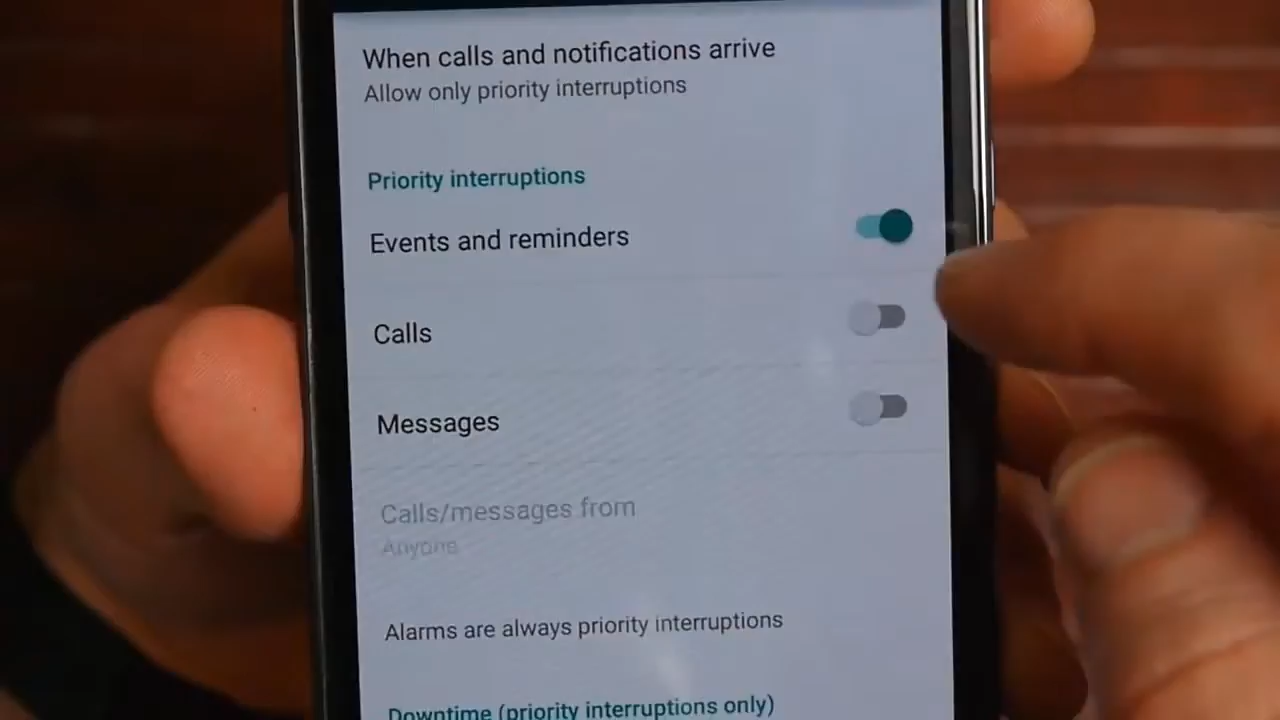 When calls and notifications arrive
Allow only priority interruptions
Priority interruptions
Events and reminders
Calls
Messages
Calls/messages from
Anyone
Alarms are always priority interruptions
Downtime (priority interruptions only)